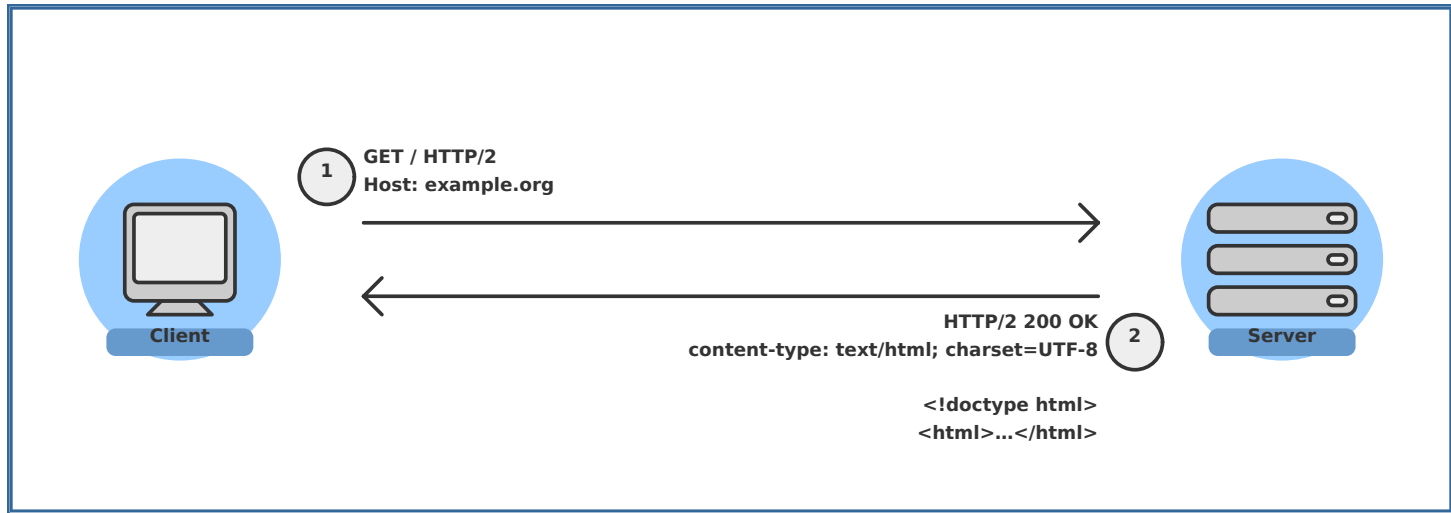 1
GET / HTTP/2
Host: example.org
Client
HTTP/2 200 OK
content-type: text/html; charset=UTF-8
2
<!doctype html>
<html>…</html>
Server